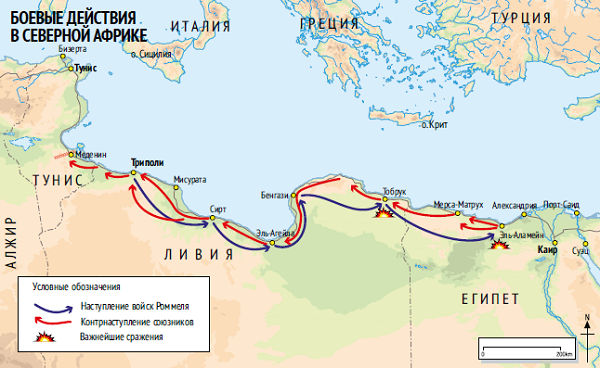 БОЕВЫЕ ДЕЙСТВИЯ
В СЕВЕРНОЙ АФРИКЕ
ИТАЛИЯ
ГРЕЦИЯ
ТУРЦИЯ
Бизерта
о. Сицилия
Тунис
о.Крит
Меденин
Триполи
ТУНИС
Мисурата
Сирт
Бенгази
Тобрук
Мерса-Матрух
Александрия
Порт-Саид
Эль-Агейла
Эль-Аламейн
Каир
Суэц
АЛЖИР
ЛИВИЯ
ЕГИПЕТ
Условные обозначения
Наступление войск Роммеля
Контрнаступление союзников
Важнейшие сражения
N
0
200км